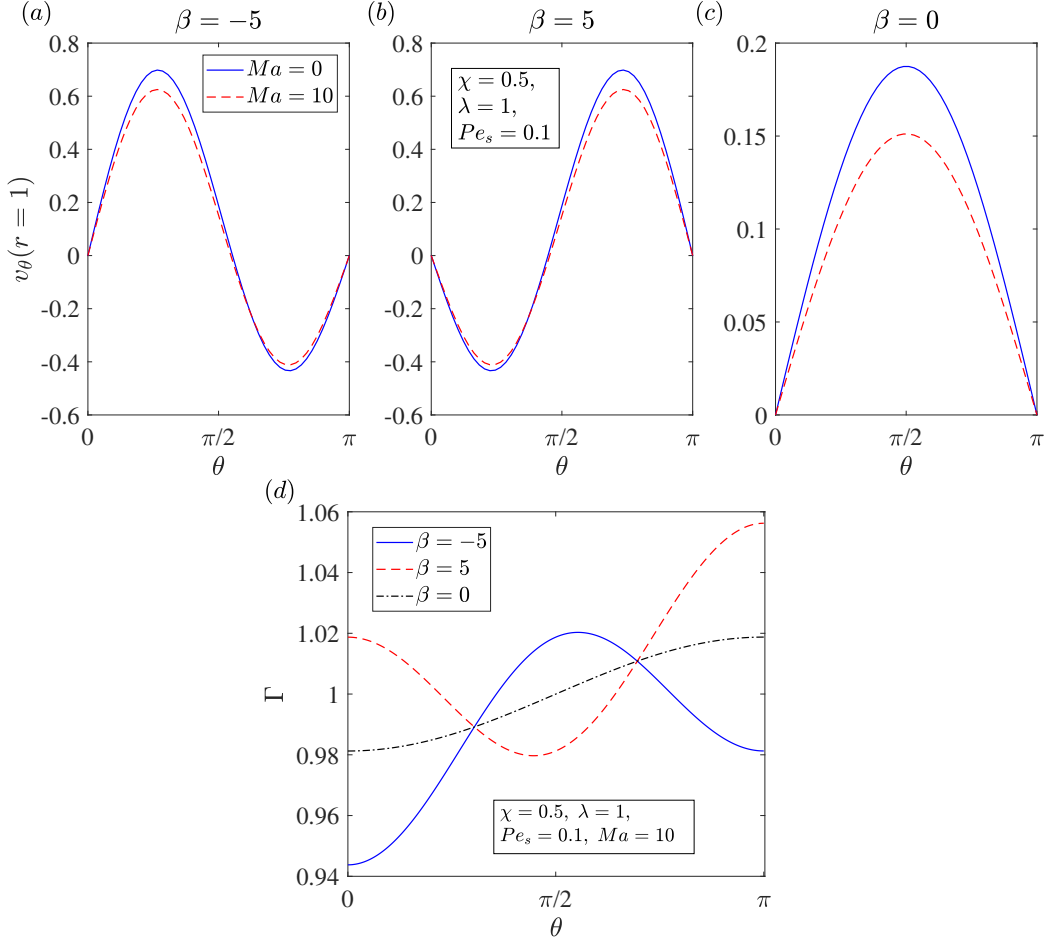 (a)
β = −5
0.8
0.6
0.4
0.2
0
-0.2
-0.4
-0.6
v_θ(r = 1)
0
π/2
π
θ
Ma = 0
Ma = 10
(b)
β = 5
0.8
0.6
0.4
0.2
0
-0.2
-0.4
-0.6
0
π/2
π
θ
χ = 0.5,
λ = 1,
Pe_s = 0.1
(c)
β = 0
0.2
0.15
0.1
0.05
0
0
π/2
π
θ
(d)
1.06
1.04
1.02
1
0.98
0.96
0.94
Γ
0
π/2
π
θ
β = −5
β = 5
β = 0
χ = 0.5, λ = 1,
Pe_s = 0.1, Ma = 10